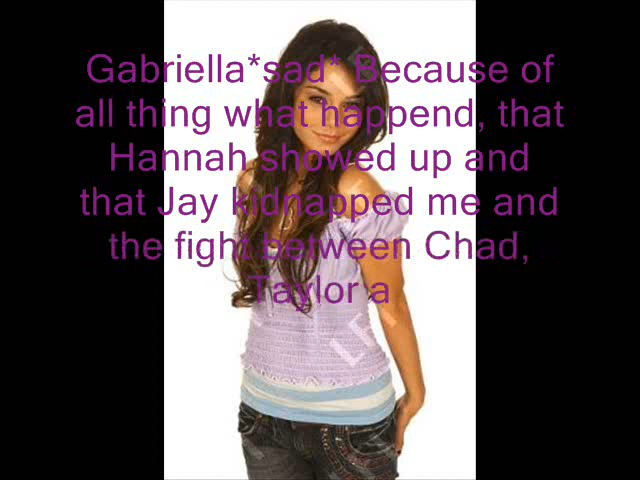 Gabriella*sad* Because of
all thing what happend, that
Hannah showed up and
that Jay kidnapped me and
the fight between Chad,
Taylor a